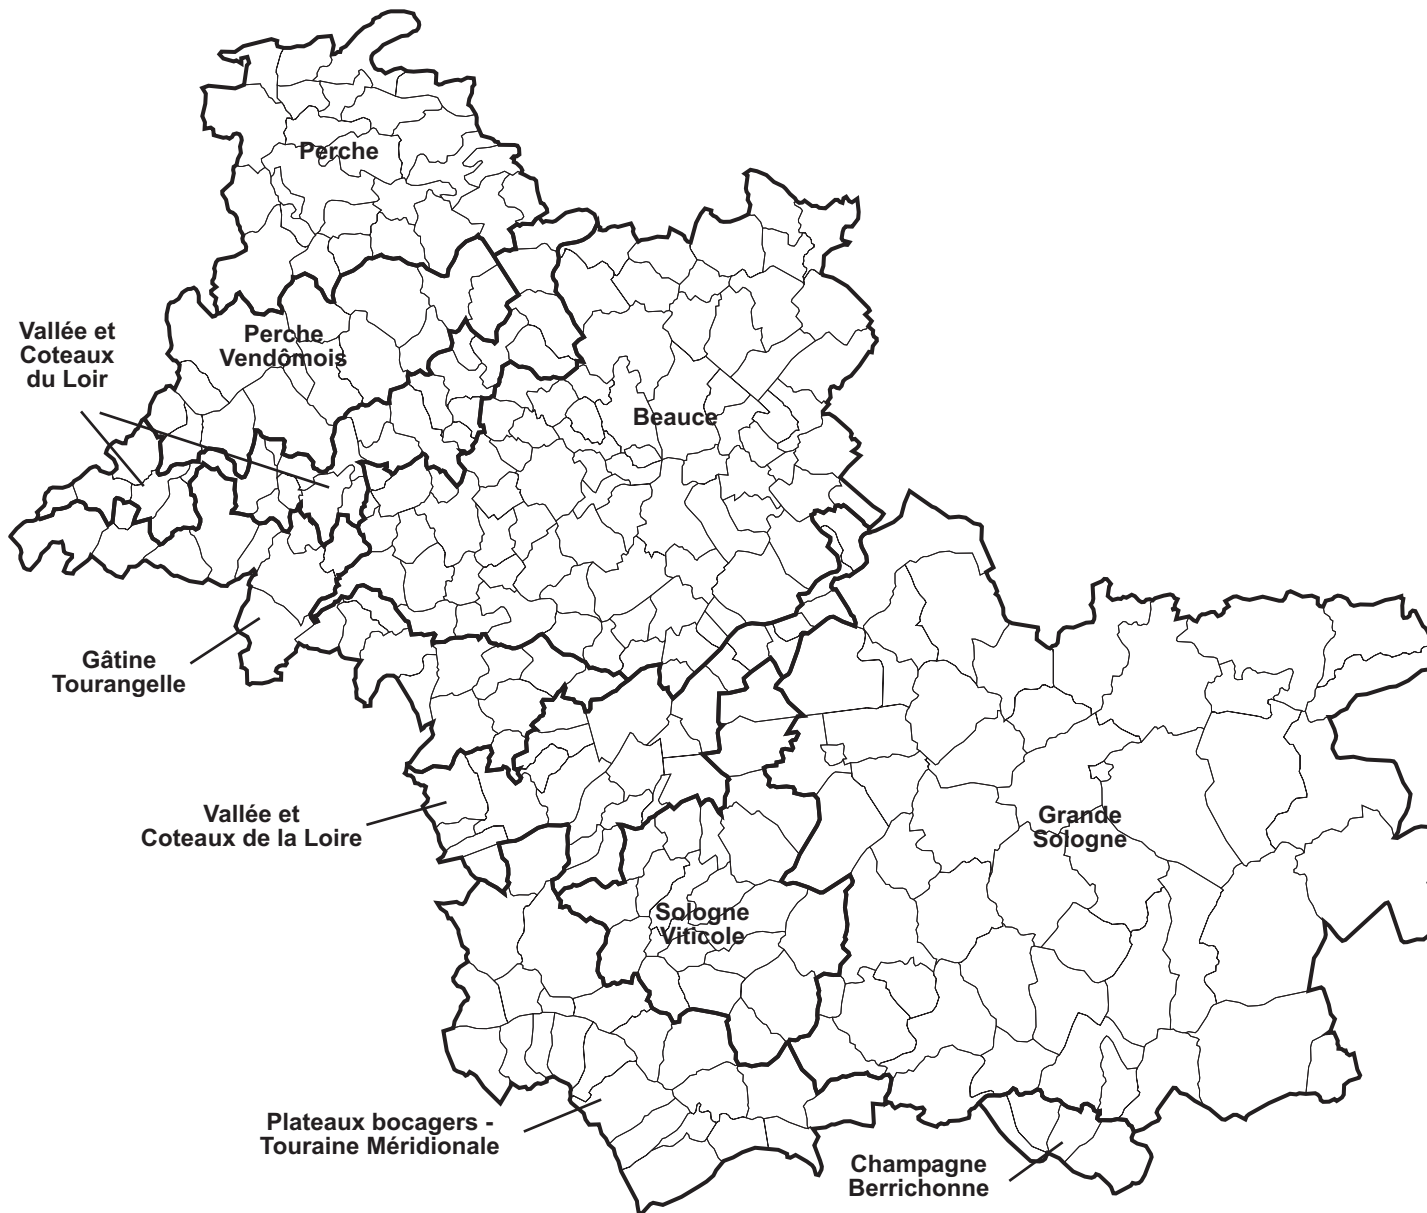 Perche
Vallée et
Coteaux
du Loir
Perche
Vendômois
Beauce
Gâtine
Tourangelle
Vallée et
Coteaux de la Loire
Grande
Sologne
Sologne
Viticole
Plateaux bocagers -
Touraine Méridionale
Champagne
Berrichonne